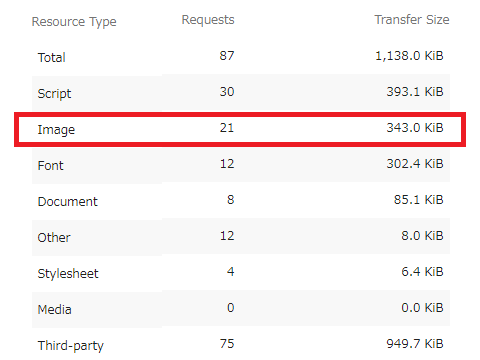 Resource Type Requests Transfer Size
Total 87 1,138.0 KiB
Script 30 393.1 KiB
Image 21 343.0 KiB
Font 12 302.4 KiB
Document 8 85.1 KiB
Other 12 8.0 KiB
Stylesheet 4 6.4 KiB
Media 0 0.0 KiB
Third-party 75 949.7 KiB